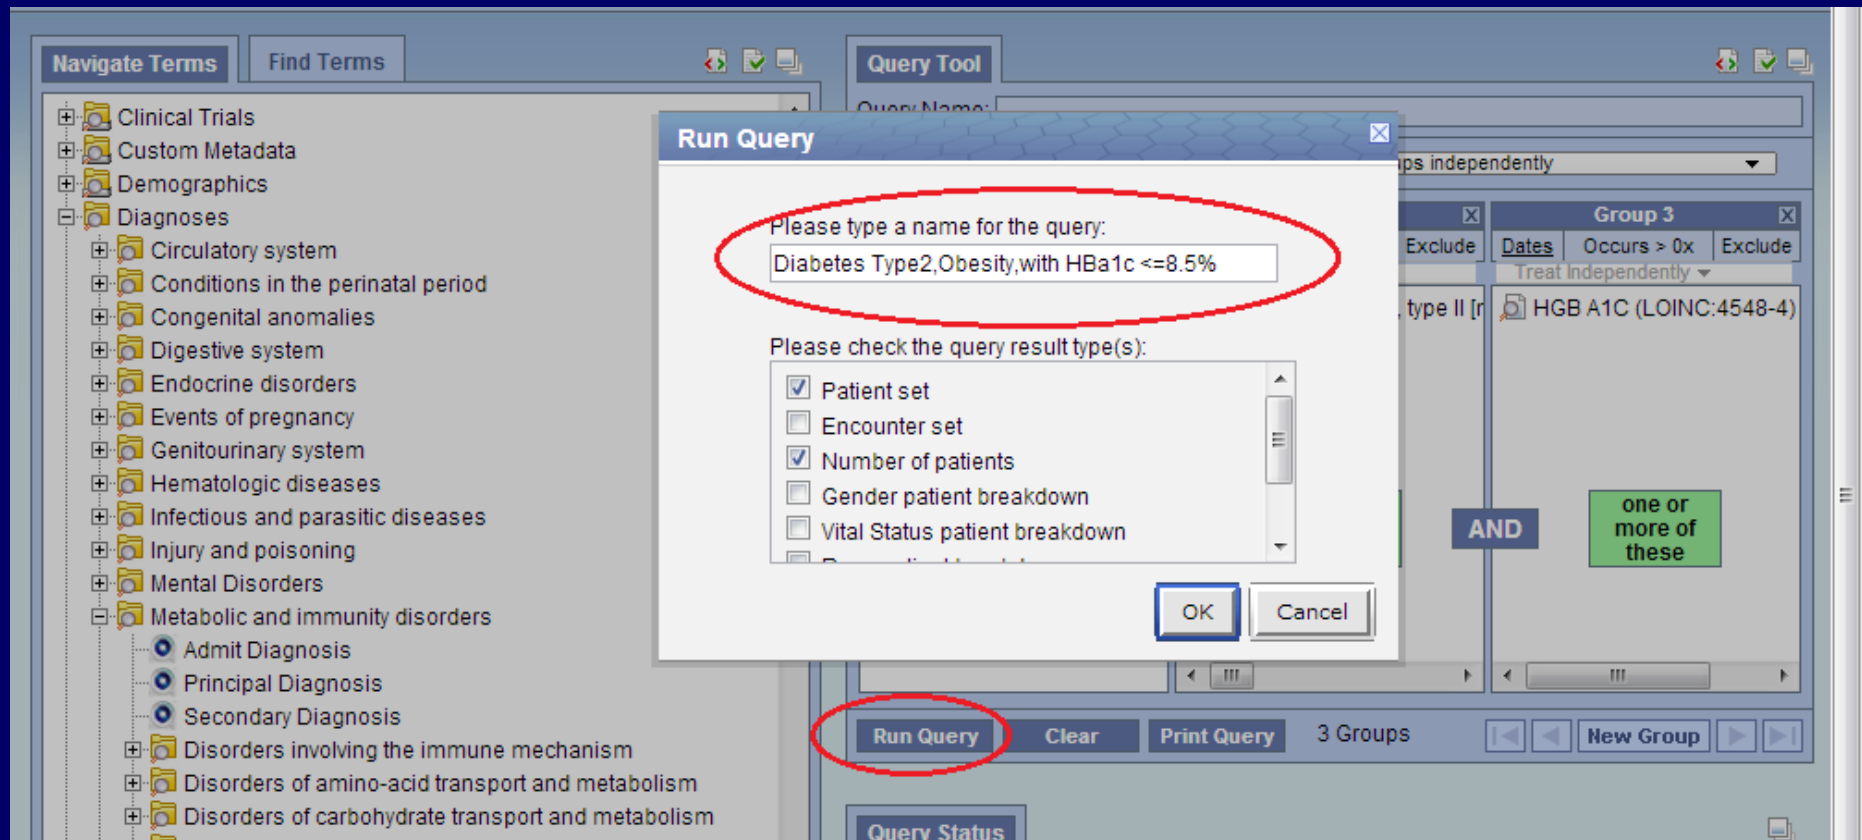 Navigate Terms
Find Terms
Clinical Trials
Custom Metadata
Demographics
Diagnoses
Circulatory system
Conditions in the perinatal period
Congenital anomalies
Digestive system
Endocrine disorders
Events of pregnancy
Genitourinary system
Hematologic diseases
Infectious and parasitic diseases
Injury and poisoning
Mental Disorders
Metabolic and immunity disorders
Admit Diagnosis
Principal Diagnosis
Secondary Diagnosis
Disorders involving the immune mechanism
Disorders of amino-acid transport and metabolism
Disorders of carbohydrate transport and metabolism
Query Tool
Query Name:
independently
Run Query
Please type a name for the query:
Diabetes Type2,Obesity,with HBa1c <=8.5%
Please check the query result type(s):
Patient set
Encounter set
Number of patients
Gender patient breakdown
Vital Status patient breakdown
OK
Cancel
Exclude
type II
Group 3
Dates
Occurs > 0x
Exclude
Treat Independently
HGB A1C (LOINC:4548-4)
AND
one or
more of
these
Run Query
Clear
Print Query
3 Groups
New Group
Query Status